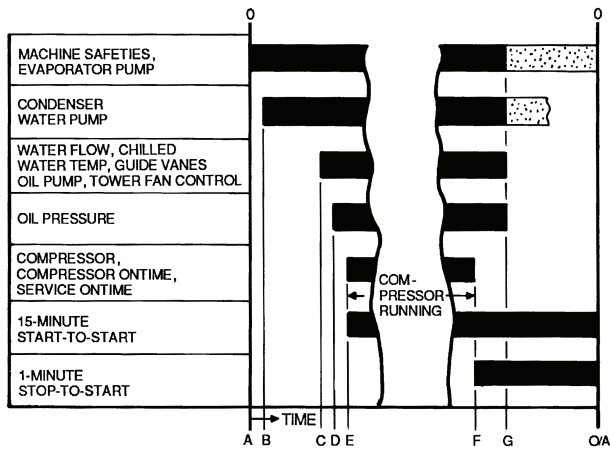 0 0
MACHINE SAFETIES,
EVAPORATOR PUMP
CONDENSER
WATER PUMP
WATER FLOW, CHILLED
WATER TEMP, GUIDE VANES
OIL PUMP, TOWER FAN CONTROL
OIL PRESSURE
COMPRESSOR,
COMPRESSOR ONTIME,
SERVICE ONTIME
COM-
PRESSOR
RUNNING
15-MINUTE
START-TO-START
1-MINUTE
STOP-TO-START
TIME
A B C D E F G O/A